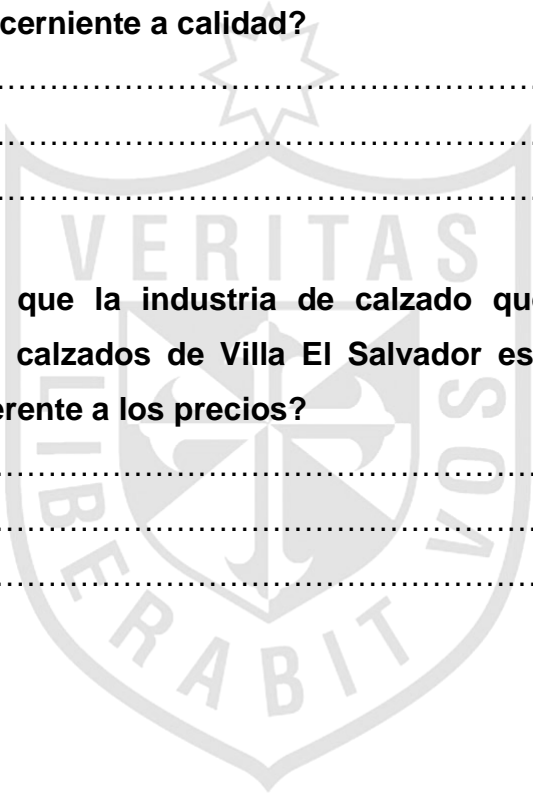 cerniente a calidad?
................................................................
................................................................
................................................................
que la industria de calzado que
calzados de Villa El Salvador es
erente a los precios?
................................................................
................................................................
................................................................
VERITAS
LIBERABIT
VOS